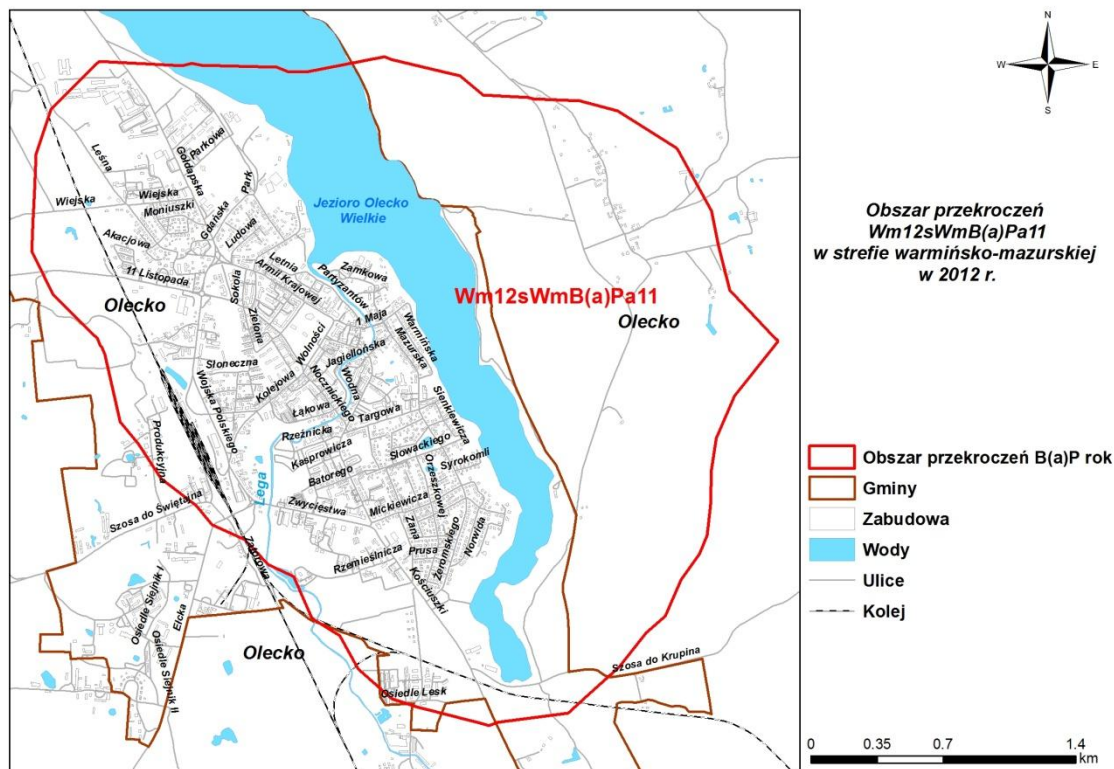 N
W
E
S
Leśna
Gołdapska
Parkowa
Park
Wiejska
Wiejska
Moniuszki
Gdańska
Ludowa
Akacjowa
11 Listopada
Sokola
Letnia
Armii Krajowej
Zielona
Partyzantów
Zamkowa
1 Maja
Jezioro Olecko
Wielkie
Olecko
Wm12sWmB(a)Pa11
Olecko
Warmińska
Mazurska
Wolności
Jagiellońska
Słoneczna
Kolejowa
Nocznickiego
Wodna
Wojska Polskiego
Łąkowa
Rzeźnicka
Targowa
Sienkiewicza
Kasprowicza
Słowackiego
Batorego
Orzeszkowej
Syrokomli
Produkcyjna
Lega
Zwycięstwa
Mickiewicza
Szosa do Świętajna
Zana
Prusa
Żeromskiego
Norwida
Rzemieślnicza
Kościuszki
Osiedle Siejnik I
Ełcka
Osiedle Siejnik II
Olecko
Osiedle Lesk
Szosa do Krupina
Obszar przekroczeń
Wm12sWmB(a)Pa11
w strefie warmińsko-mazurskiej
w 2012 r.
Obszar przekroczeń B(a)P rok
Gminy
Zabudowa
Wody
Ulice
Kolej
0 0.35 0.7 1.4
km